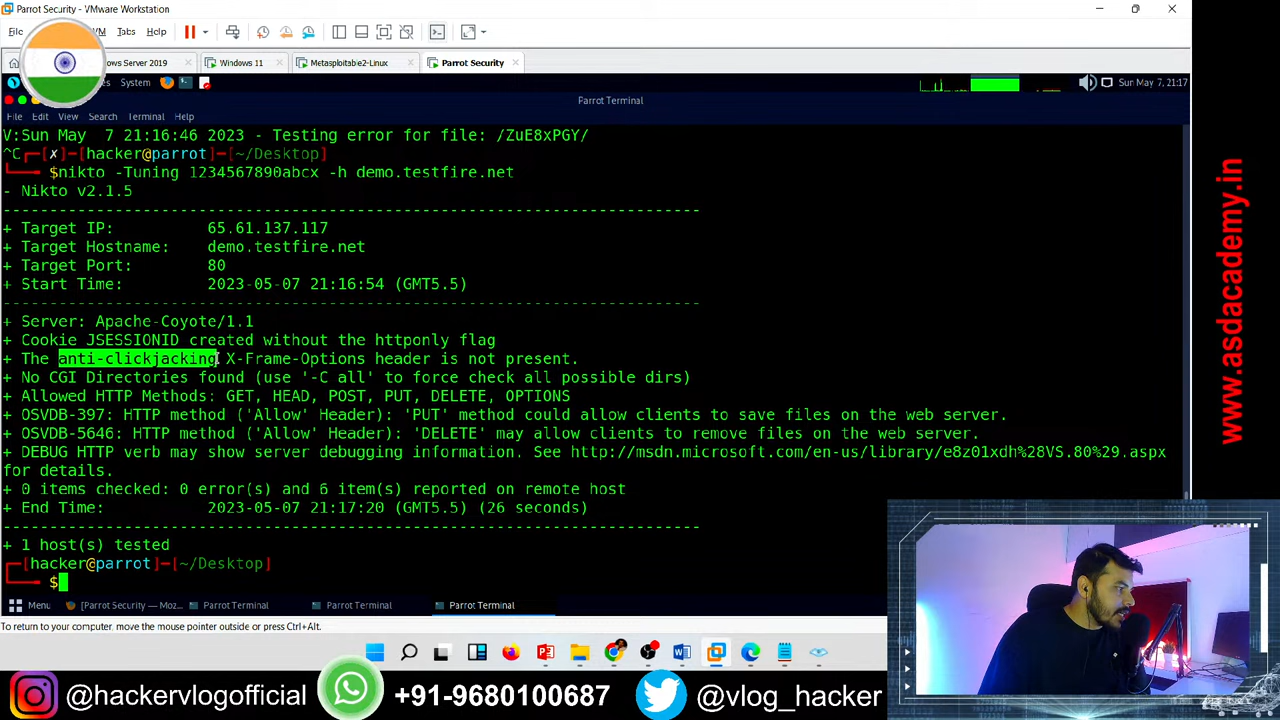 Parrot Security - VMware Workstation
File VM Tabs Help
dows Server 2019 Windows 11 Metasploitable2-Linux Parrot Security
es System Sun May 7, 21:17
Parrot Terminal
File Edit View Search Terminal Help
V:Sun May  7 21:16:46 2023 - Testing error for file: /ZuE8xPGY/
^C┌─[✗]─[hacker@parrot]─[~/Desktop]
└──╼ $nikto -Tuning 1234567890abcx -h demo.testfire.net
- Nikto v2.1.5
---------------------------------------------------------------------------
+ Target IP:          65.61.137.117
+ Target Hostname:    demo.testfire.net
+ Target Port:        80
+ Start Time:         2023-05-07 21:16:54 (GMT5.5)
---------------------------------------------------------------------------
+ Server: Apache-Coyote/1.1
+ Cookie JSESSIONID created without the httponly flag
+ The anti-clickjacking X-Frame-Options header is not present.
+ No CGI Directories found (use '-C all' to force check all possible dirs)
+ Allowed HTTP Methods: GET, HEAD, POST, PUT, DELETE, OPTIONS
+ OSVDB-397: HTTP method ('Allow' Header): 'PUT' method could allow clients to save files on the web server.
+ OSVDB-5646: HTTP method ('Allow' Header): 'DELETE' may allow clients to remove files on the web server.
+ DEBUG HTTP verb may show server debugging information. See http://msdn.microsoft.com/en-us/library/e8z01xdh%28VS.80%29.aspx
for details.
+ 0 items checked: 0 error(s) and 6 item(s) reported on remote host
+ End Time:           2023-05-07 21:17:20 (GMT5.5) (26 seconds)
---------------------------------------------------------------------------
+ 1 host(s) tested
┌─[hacker@parrot]─[~/Desktop]
└──╼ $
Menu [Parrot Security — Moz... Parrot Terminal Parrot Terminal Parrot Terminal
To return to your computer, move the mouse pointer outside or press Ctrl+Alt.
@hackervlogofficial +91-9680100687 @vlog_hacker
www.asdacademy.in